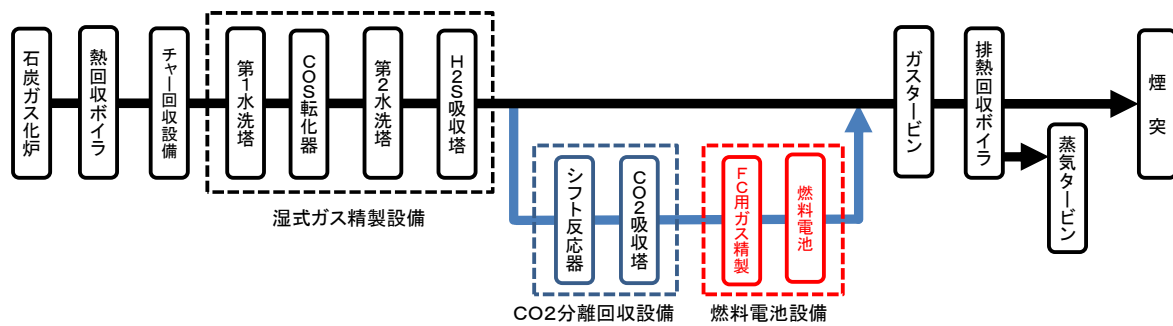 石炭ガス化炉
熱回収ボイラ
チャー回収設備
第1水洗塔
COS転化器
第2水洗塔
H2S吸収塔
湿式ガス精製設備
シフト反応器
CO2吸収塔
CO2分離回収設備
FC用ガス精製
燃料電池
燃料電池設備
ガスタービン
排熱回収ボイラ
蒸気タービン
煙突